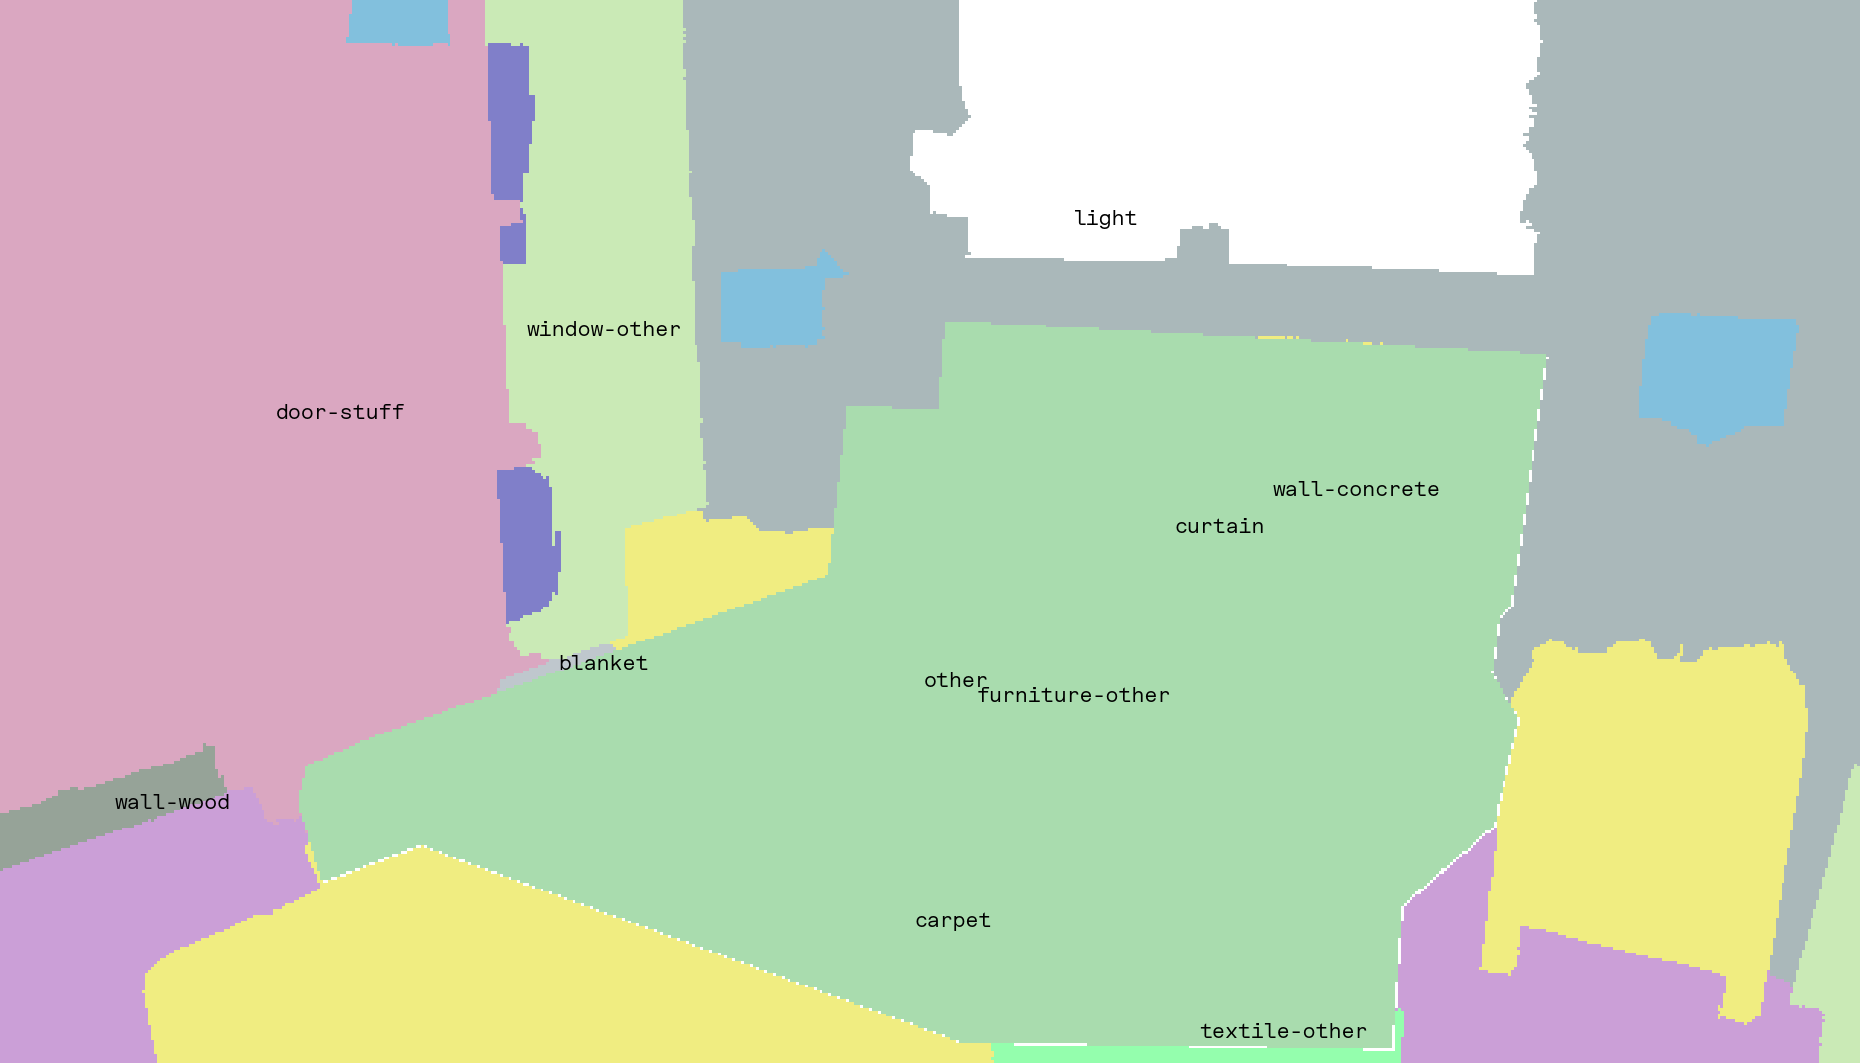 light
window-other
door-stuff
wall-concrete
curtain
blanket
other
furniture-other
wall-wood
carpet
textile-other